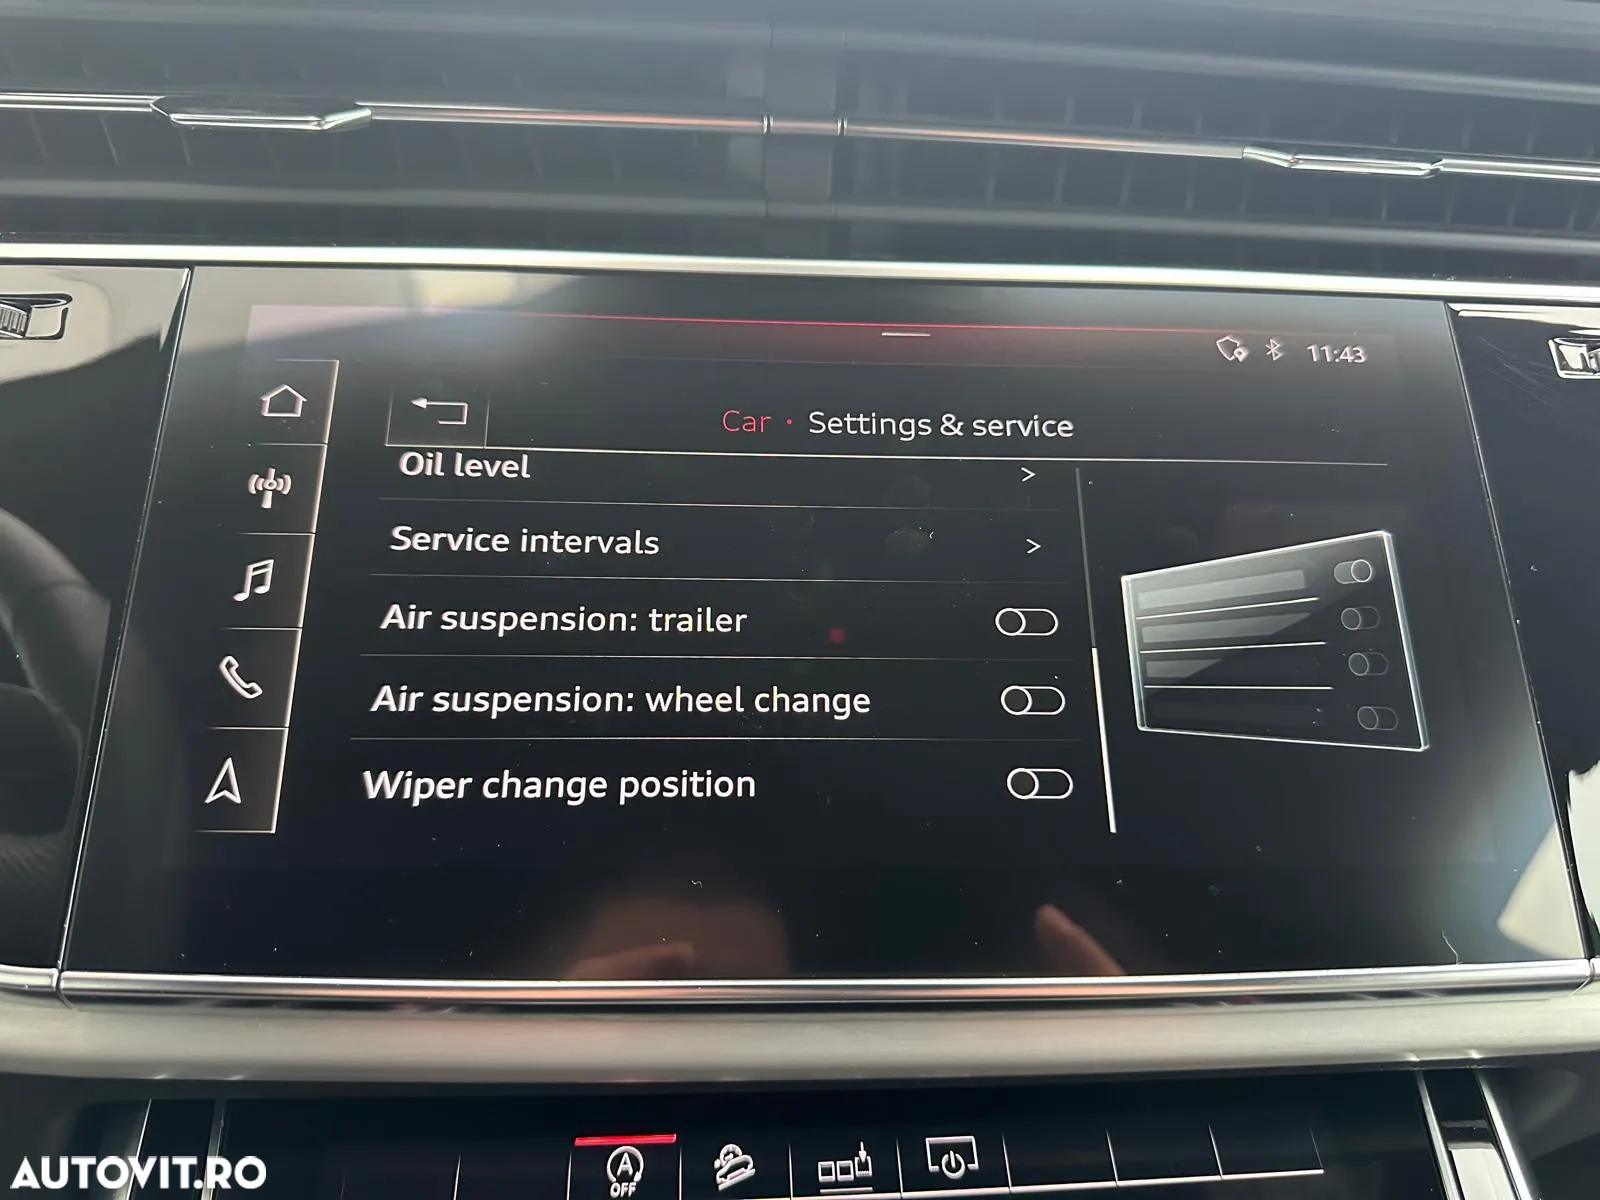 11:43
Car • Settings & service
Oil level >
Service intervals >
Air suspension: trailer
Air suspension: wheel change
Wiper change position
A
OFF
AUTOVIT.RO